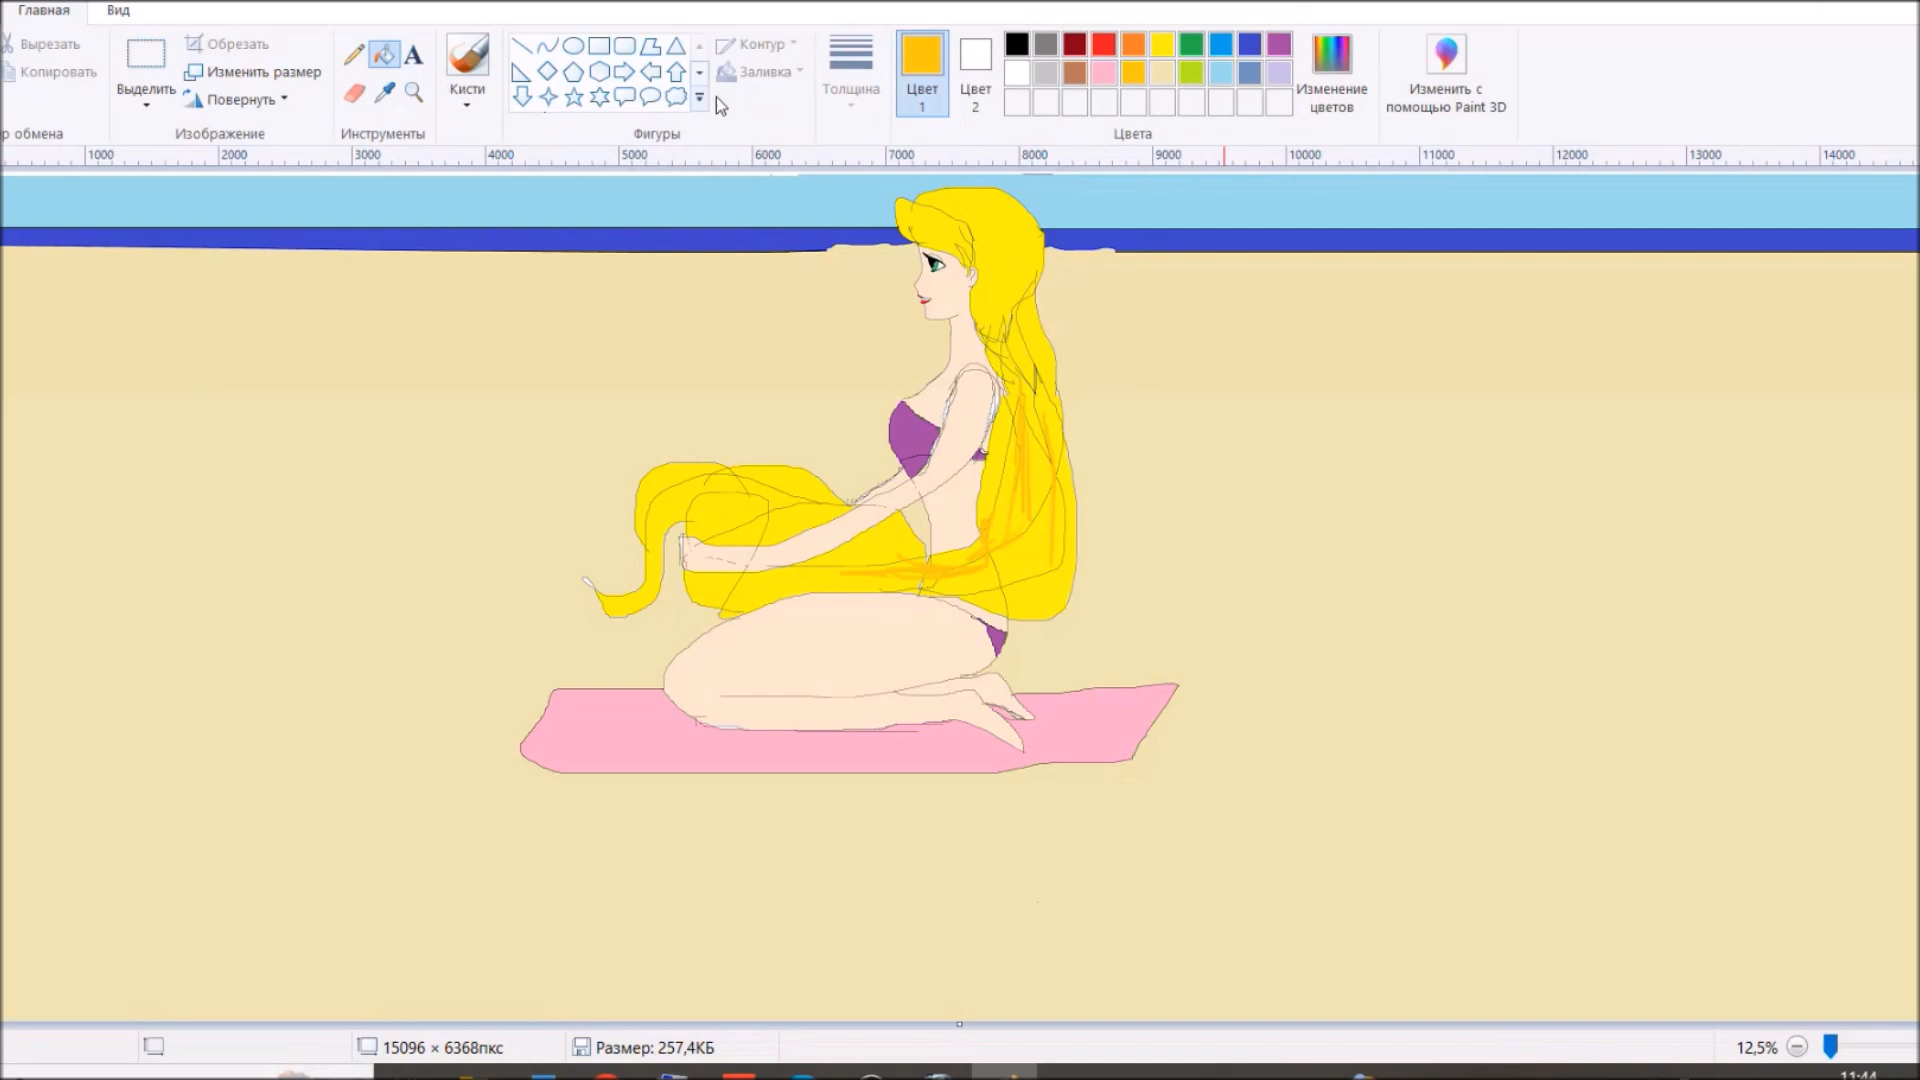 Главная Вид
Вырезать
Копировать
р обмена
Выделить
Обрезать
Изменить размер
Повернуть
Изображение
A
Инструменты
Кисти
Контур
Заливка
Фигуры
Толщина
Цвет
1
Цвет
2
Изменение
цветов
Цвета
Изменить с
помощью Paint 3D
1000 2000 3000 4000 5000 6000 7000 8000 9000 10000 11000 12000 13000 14000
15096 × 6368пкс
Размер: 257,4КБ
12,5%
11:44